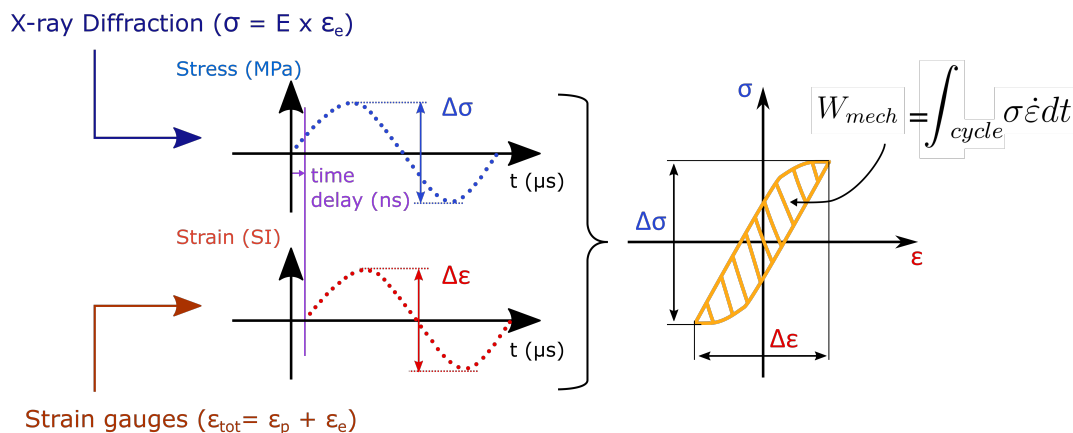 X-ray Diffraction (σ = E x εe)
Stress (MPa)
Δσ
t (μs)
time
delay (ns)
Strain (SI)
Δε
t (μs)
Strain gauges (εtot= εp + εe)
σ
Wmech = ∫cycle σε̇dt
Δσ
ε
Δε